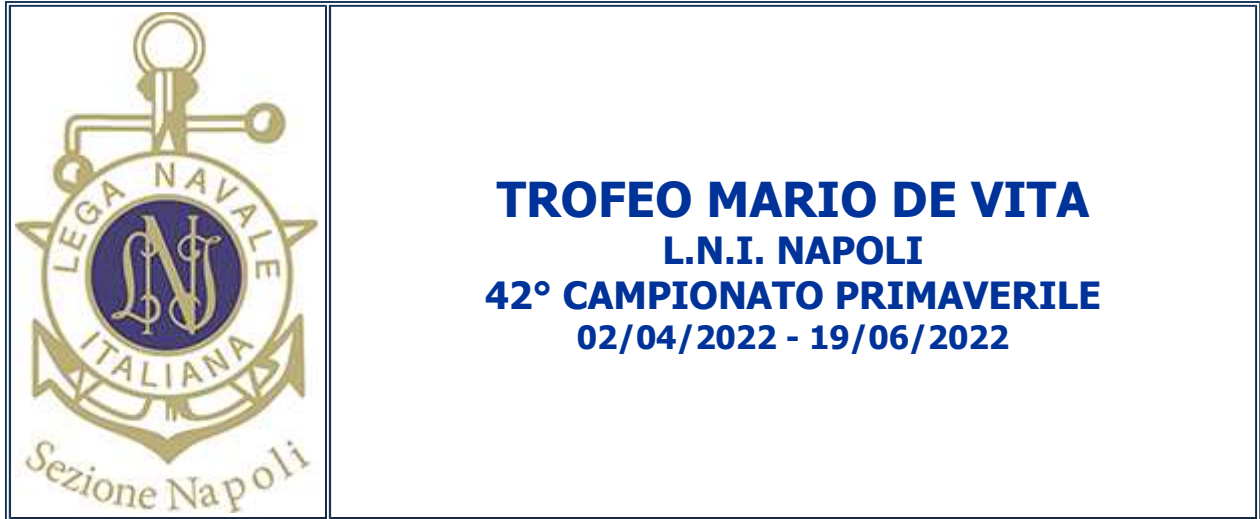 LEGA NAVALE
ITALIANA
LNI
Sezione Napoli
TROFEO MARIO DE VITA
L.N.I. NAPOLI
42° CAMPIONATO PRIMAVERILE
02/04/2022 - 19/06/2022